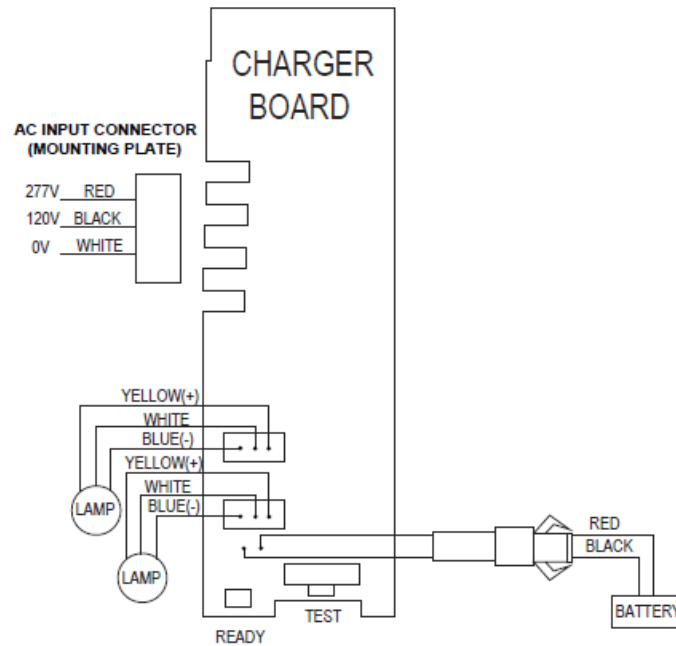 CHARGER
BOARD
AC INPUT CONNECTOR
(MOUNTING PLATE)
277V RED
120V BLACK
0V WHITE
YELLOW(+)
WHITE
BLUE(-)
YELLOW(+)
WHITE
BLUE(-)
LAMP
LAMP
RED
BLACK
BATTERY
TEST
READY